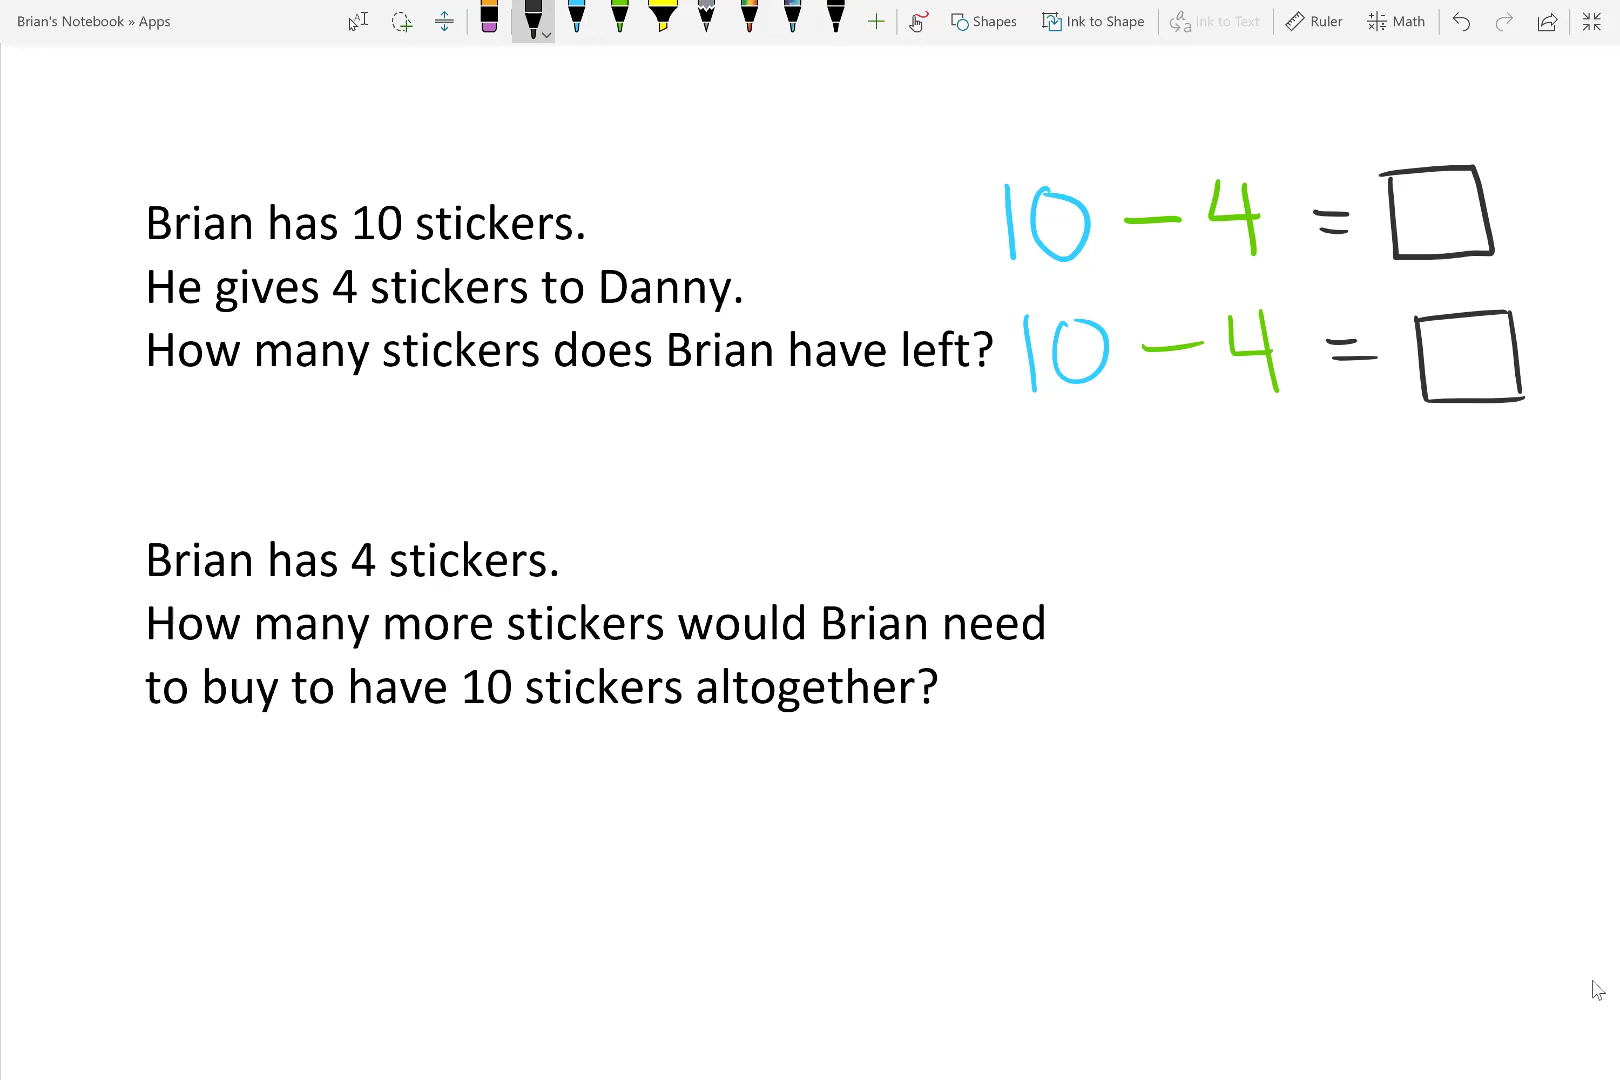 Brian's Notebook » Apps
Shapes
Ink to Shape
Ink to Text
Ruler
Math
Brian has 10 stickers.
He gives 4 stickers to Danny.
How many stickers does Brian have left?
10 - 4 = □
10 - 4 = □
Brian has 4 stickers.
How many more stickers would Brian need
to buy to have 10 stickers altogether?